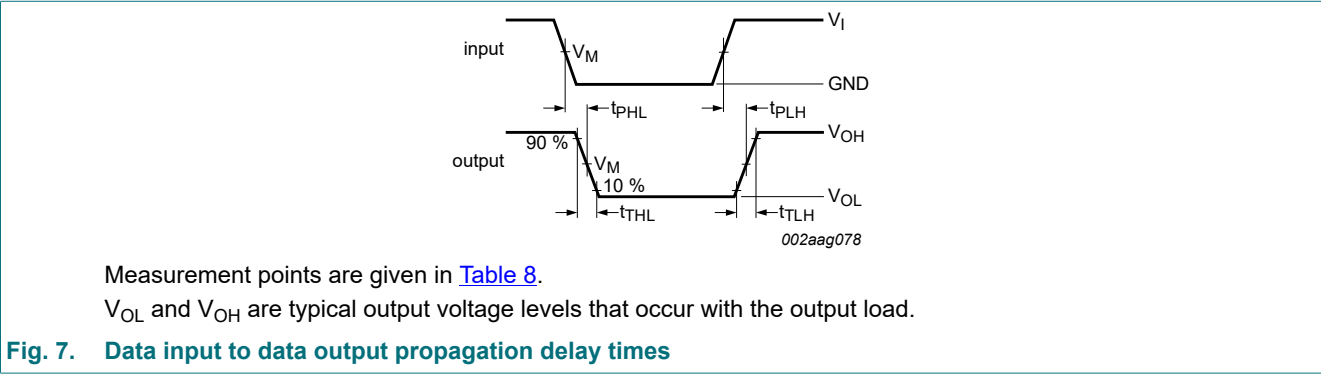 V_I
input
V_M
GND
t_PHL
t_PLH
V_OH
90 %
output
V_M
10 %
V_OL
t_THL
t_TLH
002aag078
Measurement points are given in Table 8.
V_OL and V_OH are typical output voltage levels that occur with the output load.
Fig. 7. Data input to data output propagation delay times